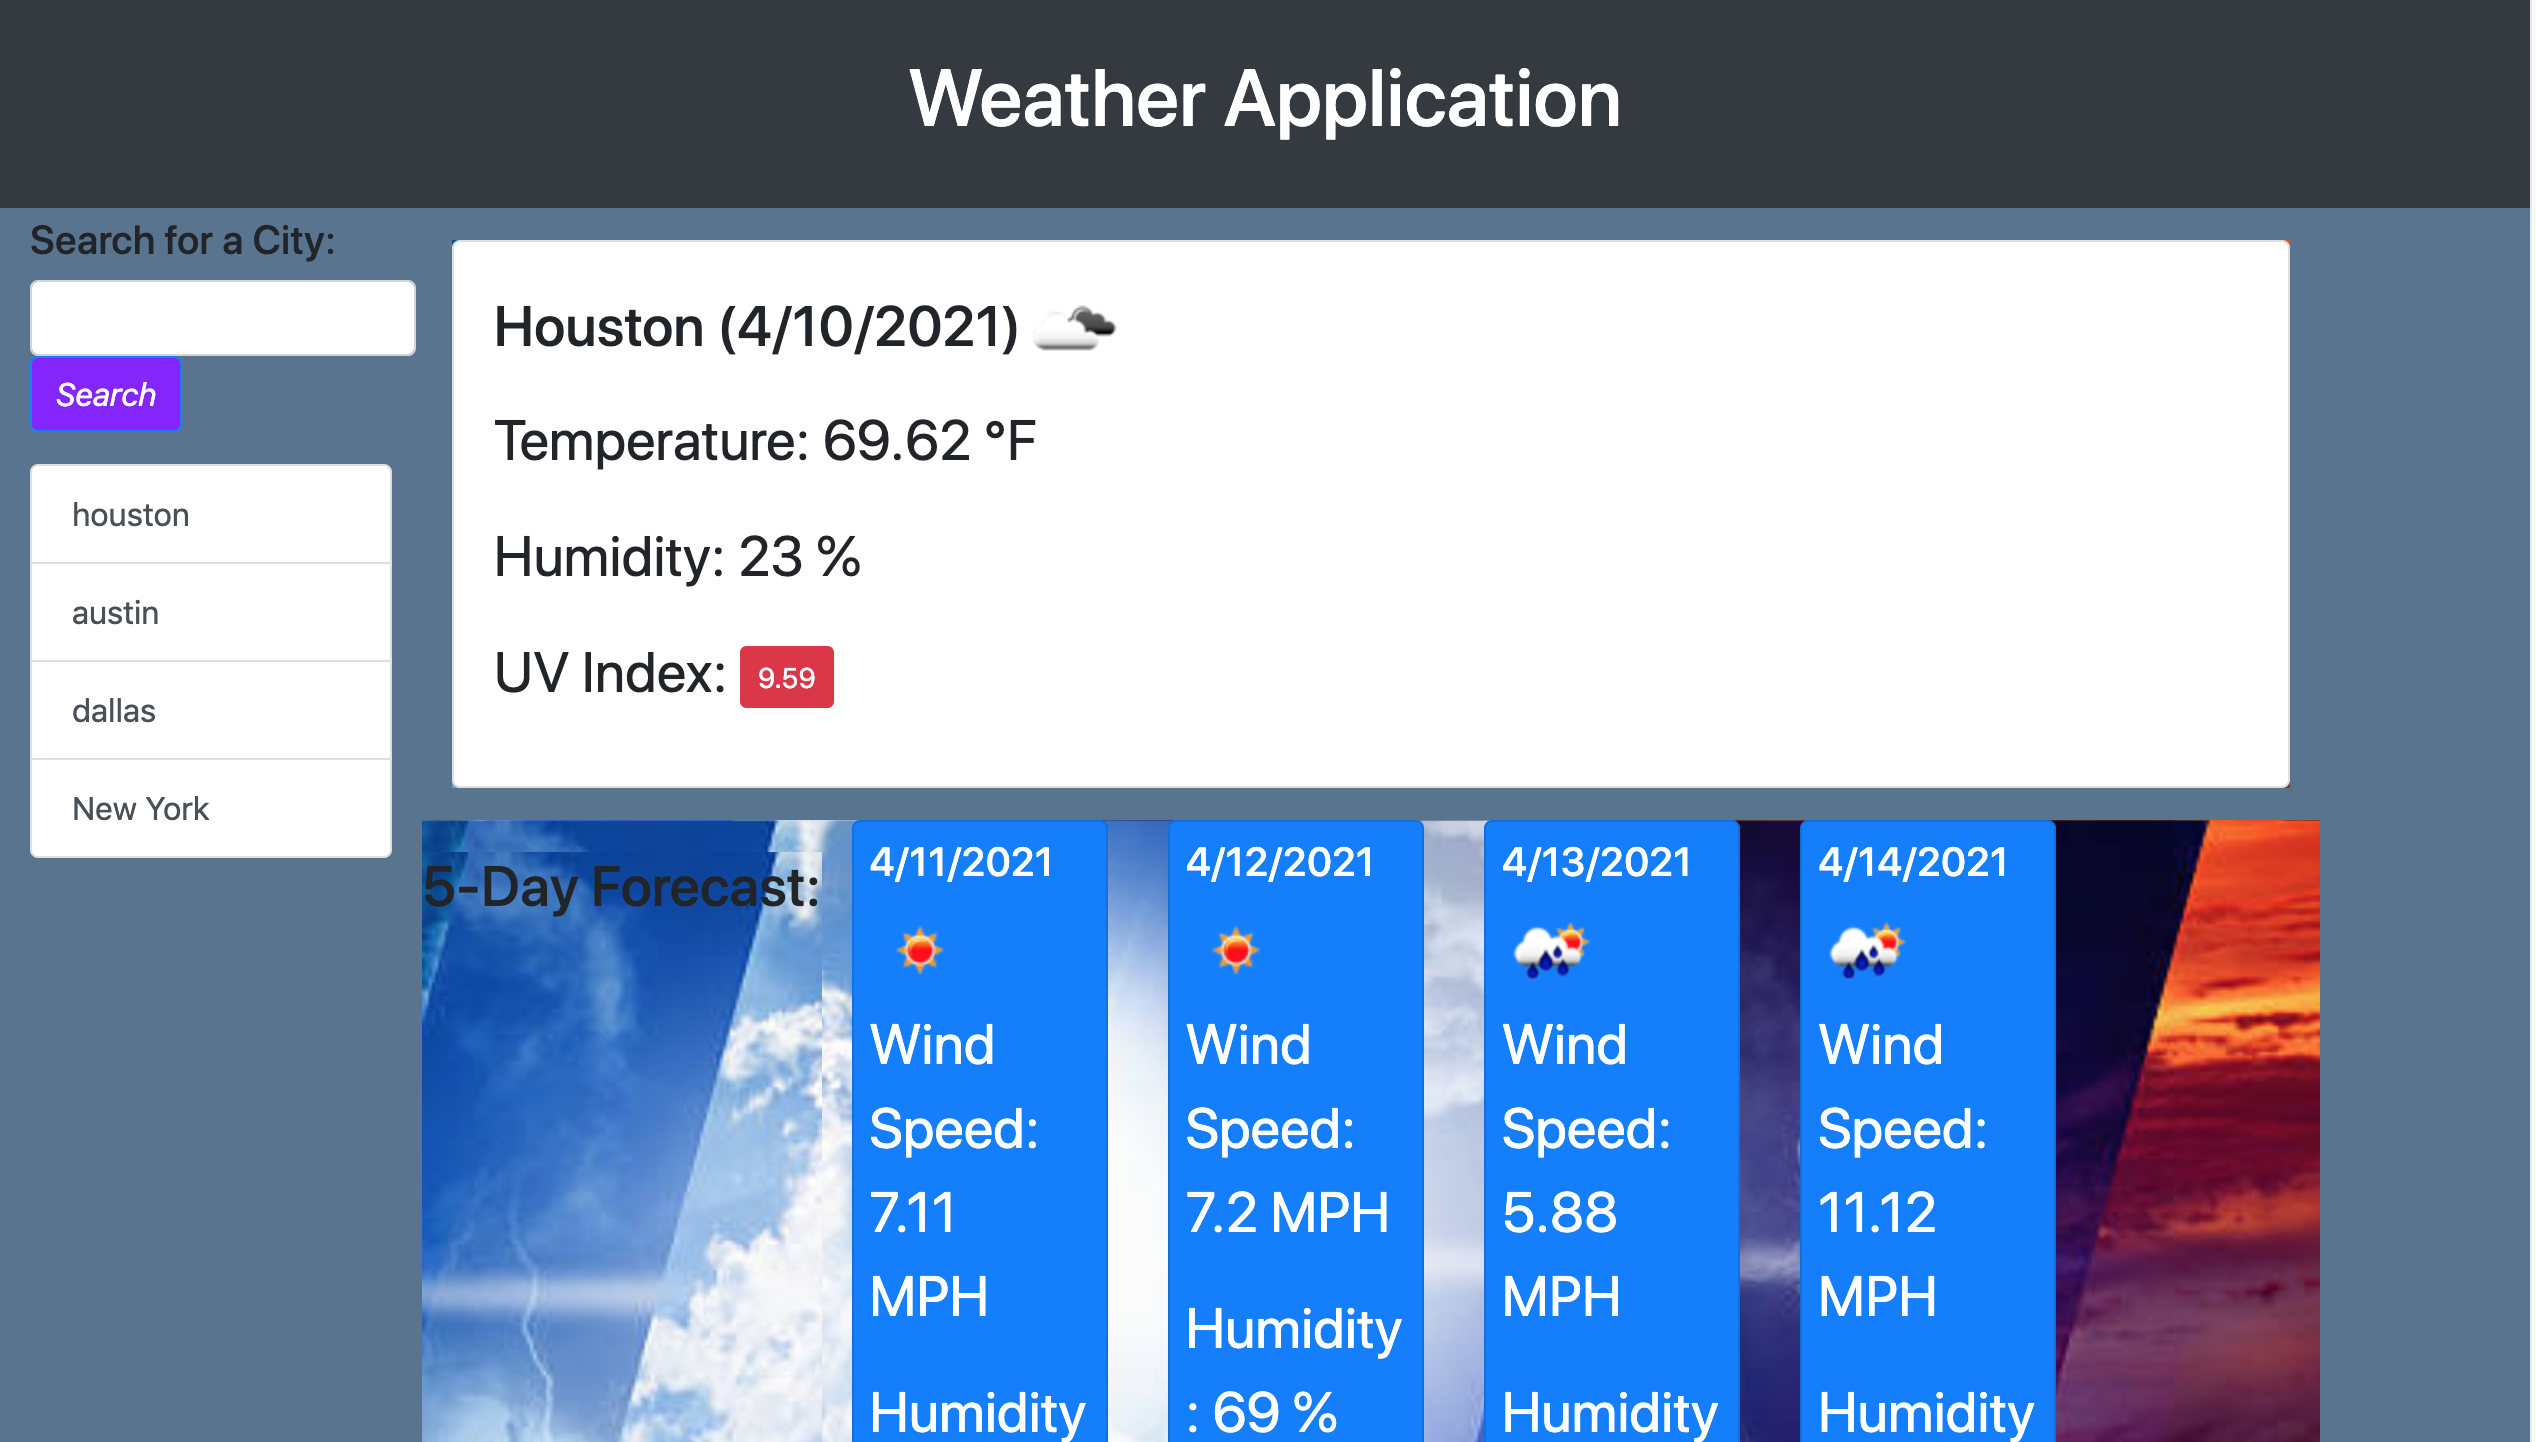 Weather Application
Search for a City:
Search
houston
austin
dallas
New York
Houston (4/10/2021)
Temperature: 69.62 °F
Humidity: 23 %
UV Index: 9.59
5-Day Forecast:
4/11/2021
Wind
Speed:
7.11
MPH
Humidity
4/12/2021
Wind
Speed:
7.2 MPH
Humidity
: 69 %
4/13/2021
Wind
Speed:
5.88
MPH
Humidity
4/14/2021
Wind
Speed:
11.12
MPH
Humidity